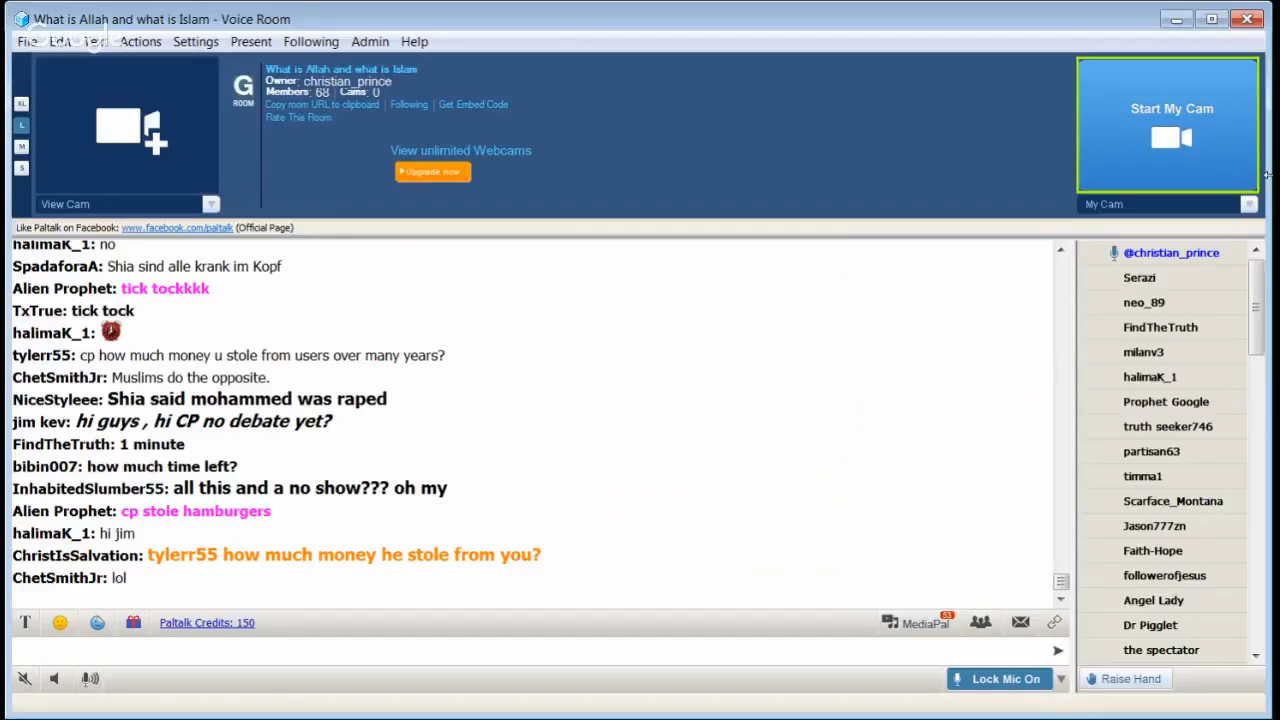 What is Allah and what is Islam - Voice Room
Google
File Edit Text Actions Settings Present Following Admin Help
XL
L
M
S
View Cam
G
ROOM
What is Allah and what is Islam
Owner: christian_prince
Members: 68 | Cams: 0
Copy room URL to clipboard | Following | Get Embed Code
Rate This Room
View unlimited Webcams
Upgrade now
Start My Cam
My Cam
Like Paltalk on Facebook: www.facebook.com/paltalk (Official Page)
halimaK_1: no
SpadaforaA: Shia sind alle krank im Kopf
Alien Prophet: tick tockkkk
TxTrue: tick tock
halimaK_1:
tylerr55: cp how much money u stole from users over many years?
ChetSmithJr: Muslims do the opposite.
NiceStyleee: Shia said mohammed was raped
jim kev: hi guys , hi CP no debate yet?
FindTheTruth: 1 minute
bibin007: how much time left?
InhabitedSlumber55: all this and a no show??? oh my
Alien Prophet: cp stole hamburgers
halimaK_1: hi jim
ChristIsSalvation: tylerr55 how much money he stole from you?
ChetSmithJr: lol
@christian_prince
Serazi
neo_89
FindTheTruth
milanv3
halimaK_1
Prophet Google
truth seeker746
partisan63
timma1
Scarface_Montana
Jason777zn
Faith-Hope
followerofjesus
Angel Lady
Dr Pigglet
the spectator
T
Paltalk Credits: 150
MediaPal
53
Lock Mic On
Raise Hand